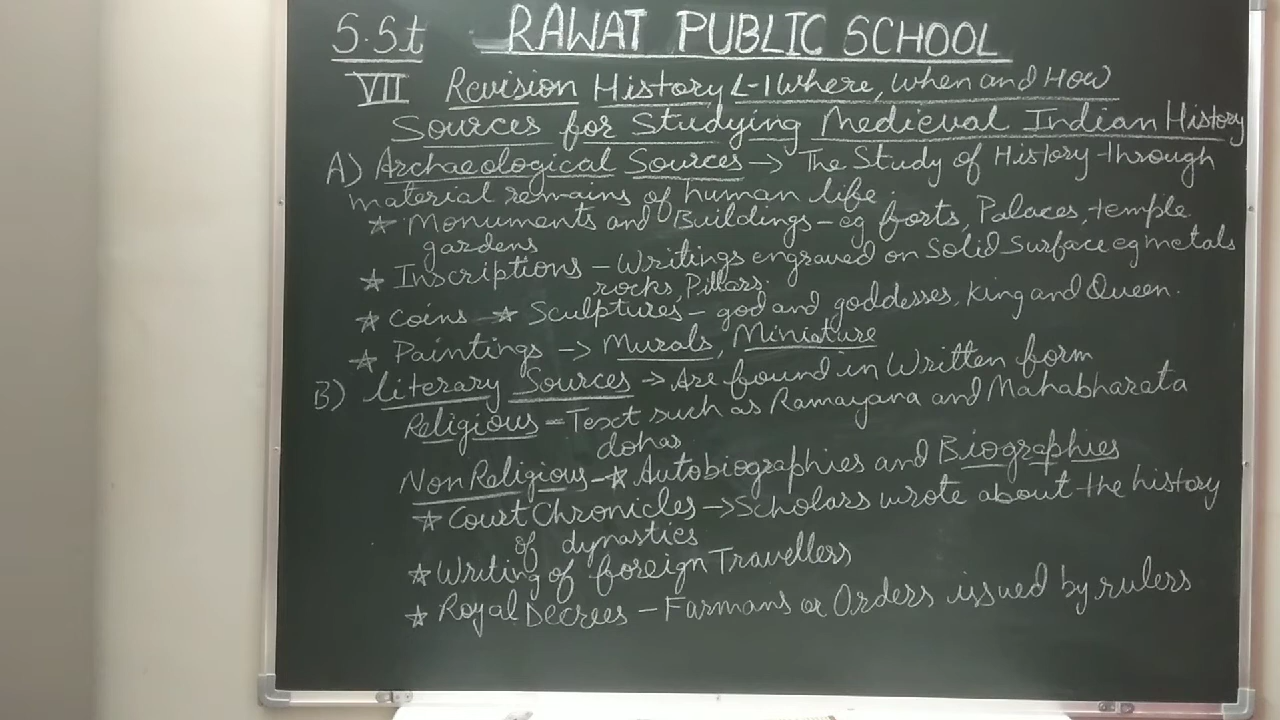 S.St RAWAT PUBLIC SCHOOL
VII Revision History L-1 Where, when and How
Sources for Studying Medieval Indian History
A) Archaeological Sources → The Study of History through
material remains of human life.
★ Monuments and Buildings – eg forts, Palaces, temple
gardens
★ Inscriptions – Writings engraved on Solid Surface eg metals
rocks, Pillars.
★ Coins ★ Sculptures – god and goddesses, King and Queen.
★ Paintings → Murals, Miniature
B) literary Sources → Are found in Written form
Religious – Text such as Ramayana and Mahabharata
dohas
Non Religious – ★ Autobiographies and Biographies
★ Court Chronicles → Scholars wrote about the history
of dynastics
★ Writing of foreign Travellers
★ Royal Decrees – Farmans or Orders issued by rulers